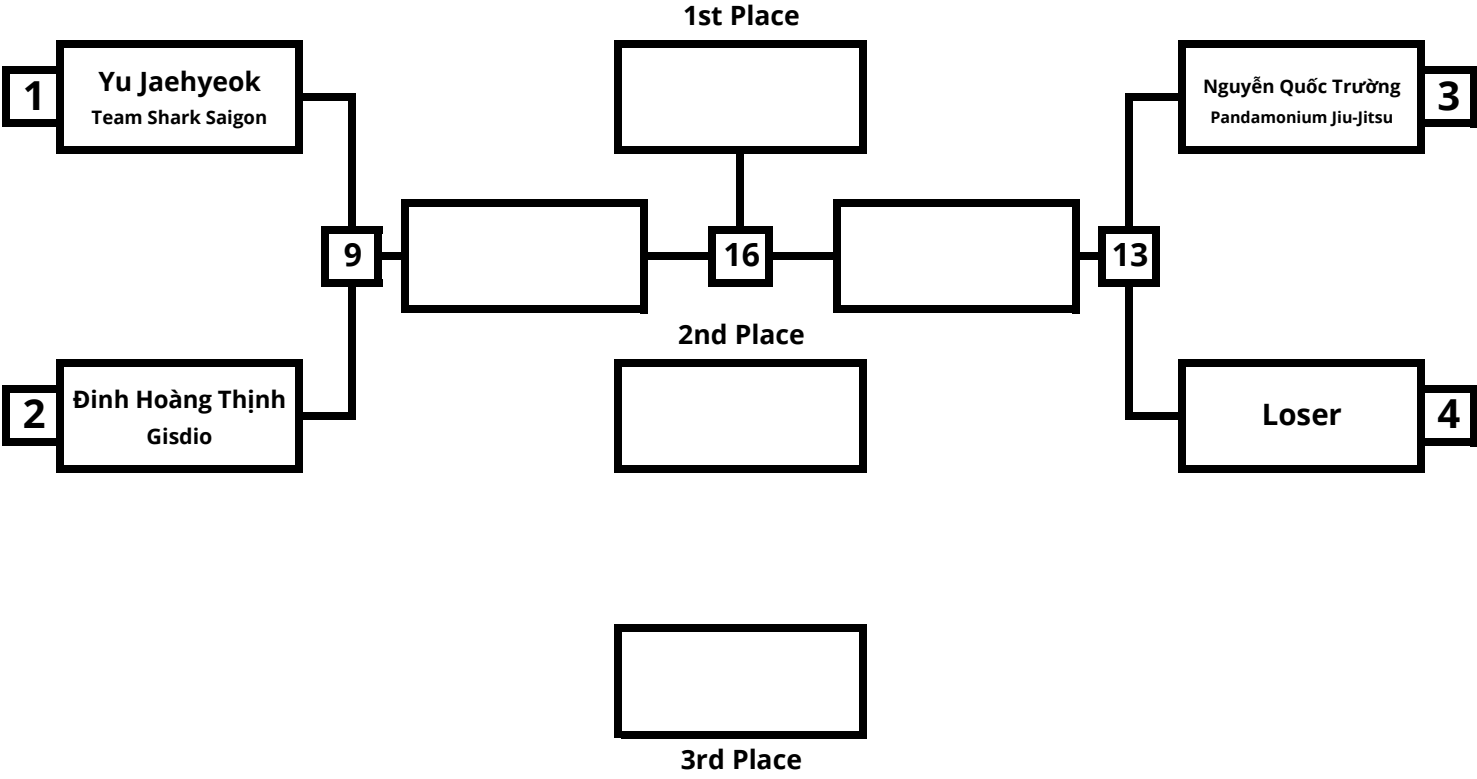 1st Place
1
Yu Jaehyeok
Team Shark Saigon
Nguyễn Quốc Trường
Pandamonium Jiu-Jitsu
3
9
16
13
2nd Place
2
Đinh Hoàng Thịnh
Gisdio
Loser
4
3rd Place